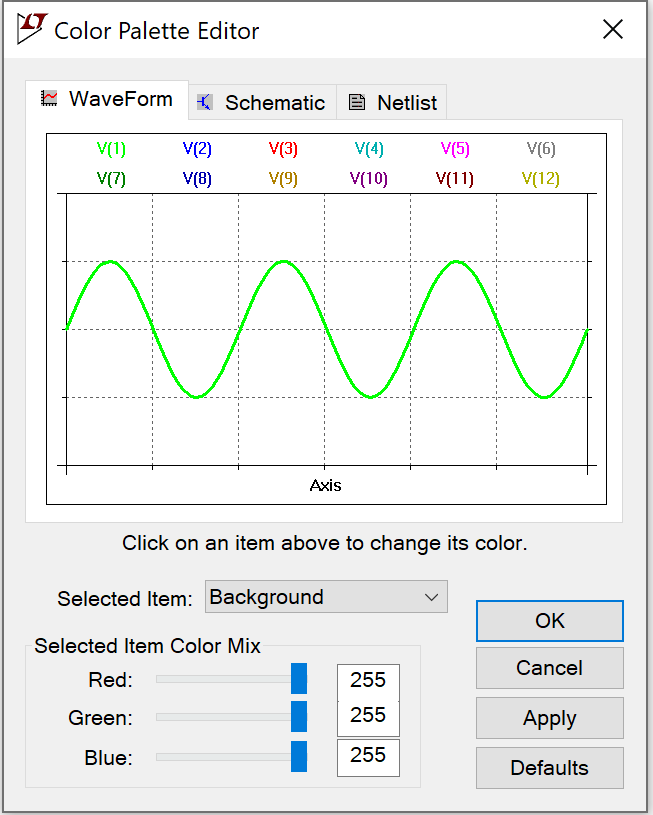 Color Palette Editor
WaveForm Schematic Netlist
V(1) V(2) V(3) V(4) V(5) V(6)
V(7) V(8) V(9) V(10) V(11) V(12)
Axis
Click on an item above to change its color.
Selected Item: Background
Selected Item Color Mix
Red: 255
Green: 255
Blue: 255
OK
Cancel
Apply
Defaults